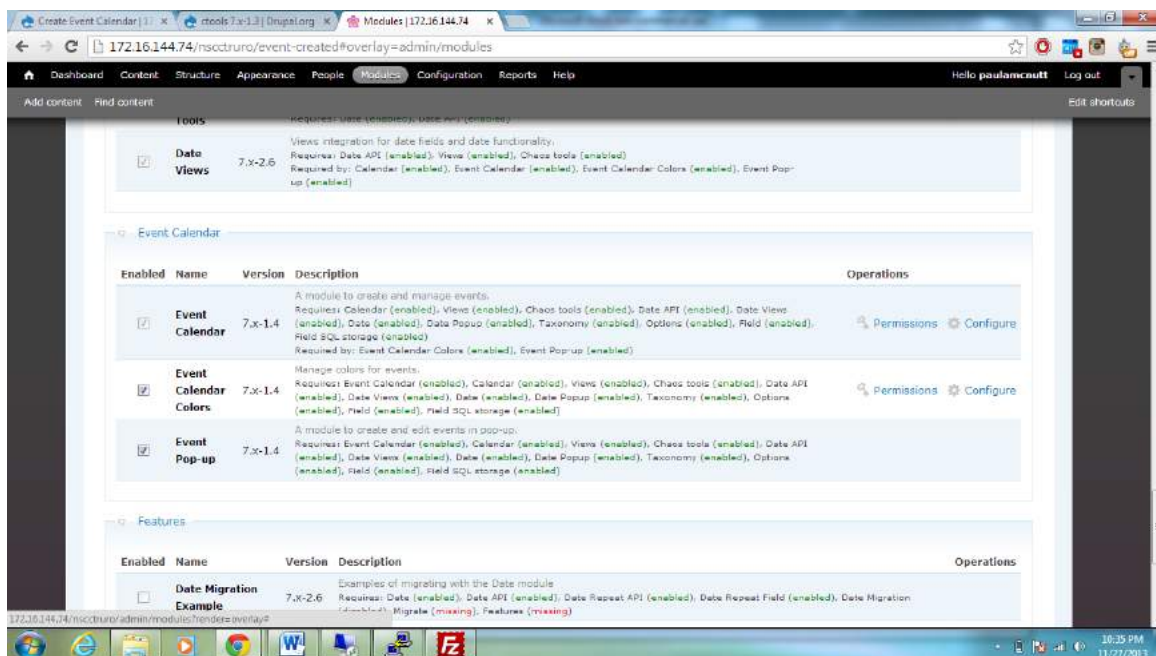 Create Event Calendar | 17
ctools 7.x-1.3 | Drupal.org
Modules | 172.16.144.74
172.16.144.74/nscctruro/event-created#overlay=admin/modules
Dashboard Content Structure Appearance People Modules Configuration Reports Help
Hello paulamcnutt Log out
Add content Find content
Edit shortcuts
Tools
Requires: Date (enabled), Date API (enabled)
Date Views
7.x-2.6
Views integration for date fields and date functionality.
Requires: Date API (enabled), Views (enabled), Chaos tools (enabled)
Required by: Calendar (enabled), Event Calendar (enabled), Event Calendar Colors (enabled), Event Pop-
up (enabled)
Event Calendar
Enabled Name Version Description Operations
Event Calendar
7.x-1.4
A module to create and manage events.
Requires: Calendar (enabled), Views (enabled), Chaos tools (enabled), Date API (enabled), Date Views
(enabled), Date (enabled), Date Popup (enabled), Taxonomy (enabled), Options (enabled), Field (enabled),
Field SQL storage (enabled)
Required by: Event Calendar Colors (enabled), Event Pop-up (enabled)
Permissions Configure
Event Calendar Colors
7.x-1.4
Manage colors for events.
Requires: Event Calendar (enabled), Calendar (enabled), Views (enabled), Chaos tools (enabled), Date API
(enabled), Date Views (enabled), Date (enabled), Date Popup (enabled), Taxonomy (enabled), Options
(enabled), Field (enabled), Field SQL storage (enabled)
Permissions Configure
Event Pop-up
7.x-1.4
A module to create and edit events in pop-up.
Requires: Event Calendar (enabled), Calendar (enabled), Views (enabled), Chaos tools (enabled), Date API
(enabled), Date Views (enabled), Date (enabled), Date Popup (enabled), Taxonomy (enabled), Options
(enabled), Field (enabled), Field SQL storage (enabled)
Features
Enabled Name Version Description Operations
Date Migration Example
7.x-2.6
Examples of migrating with the Date module
Requires: Date (enabled), Date API (enabled), Date Repeat API (enabled), Date Repeat Field (enabled), Date Migration
(disabled), Migrate (missing), Features (missing)
172.16.144.74/nscctruro/admin/modules?render=overlay#
10:35 PM
11/27/2013